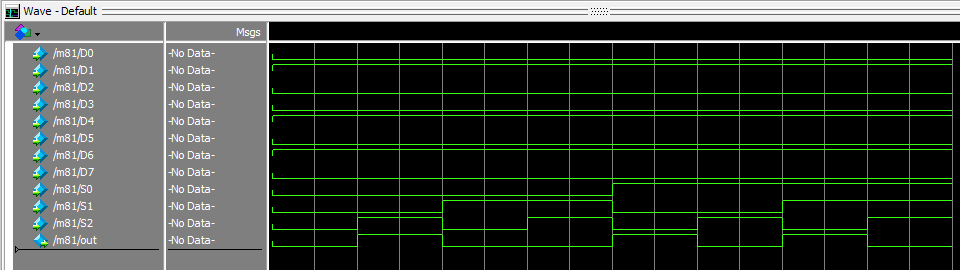 Wave - Default
Msgs
/m81/D0 -No Data-
/m81/D1 -No Data-
/m81/D2 -No Data-
/m81/D3 -No Data-
/m81/D4 -No Data-
/m81/D5 -No Data-
/m81/D6 -No Data-
/m81/D7 -No Data-
/m81/S0 -No Data-
/m81/S1 -No Data-
/m81/S2 -No Data-
/m81/out -No Data-